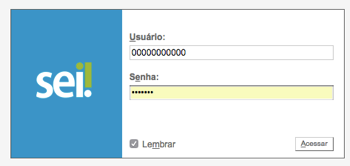 sei!
Usuário:
00000000000
Senha:
•••••••
Lembrar
Acessar